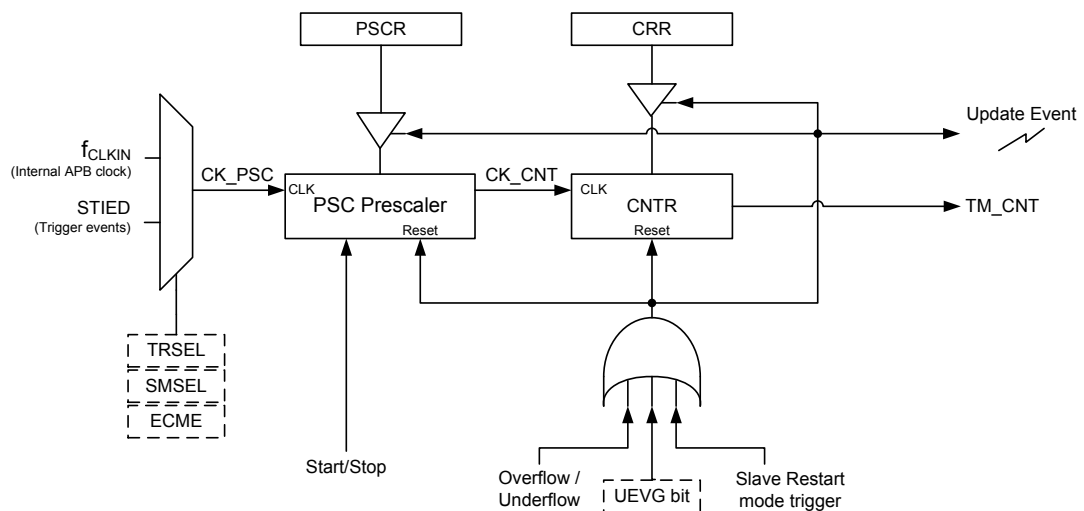 PSCR
CRR
Update Event
fCLKIN
(Internal APB clock)
CK_PSC
CLK
PSC Prescaler
Reset
CK_CNT
CLK
CNTR
Reset
TM_CNT
STIED
(Trigger events)
TRSEL
SMSEL
ECME
Start/Stop
Overflow /
Underflow
UEVG bit
Slave Restart
mode trigger